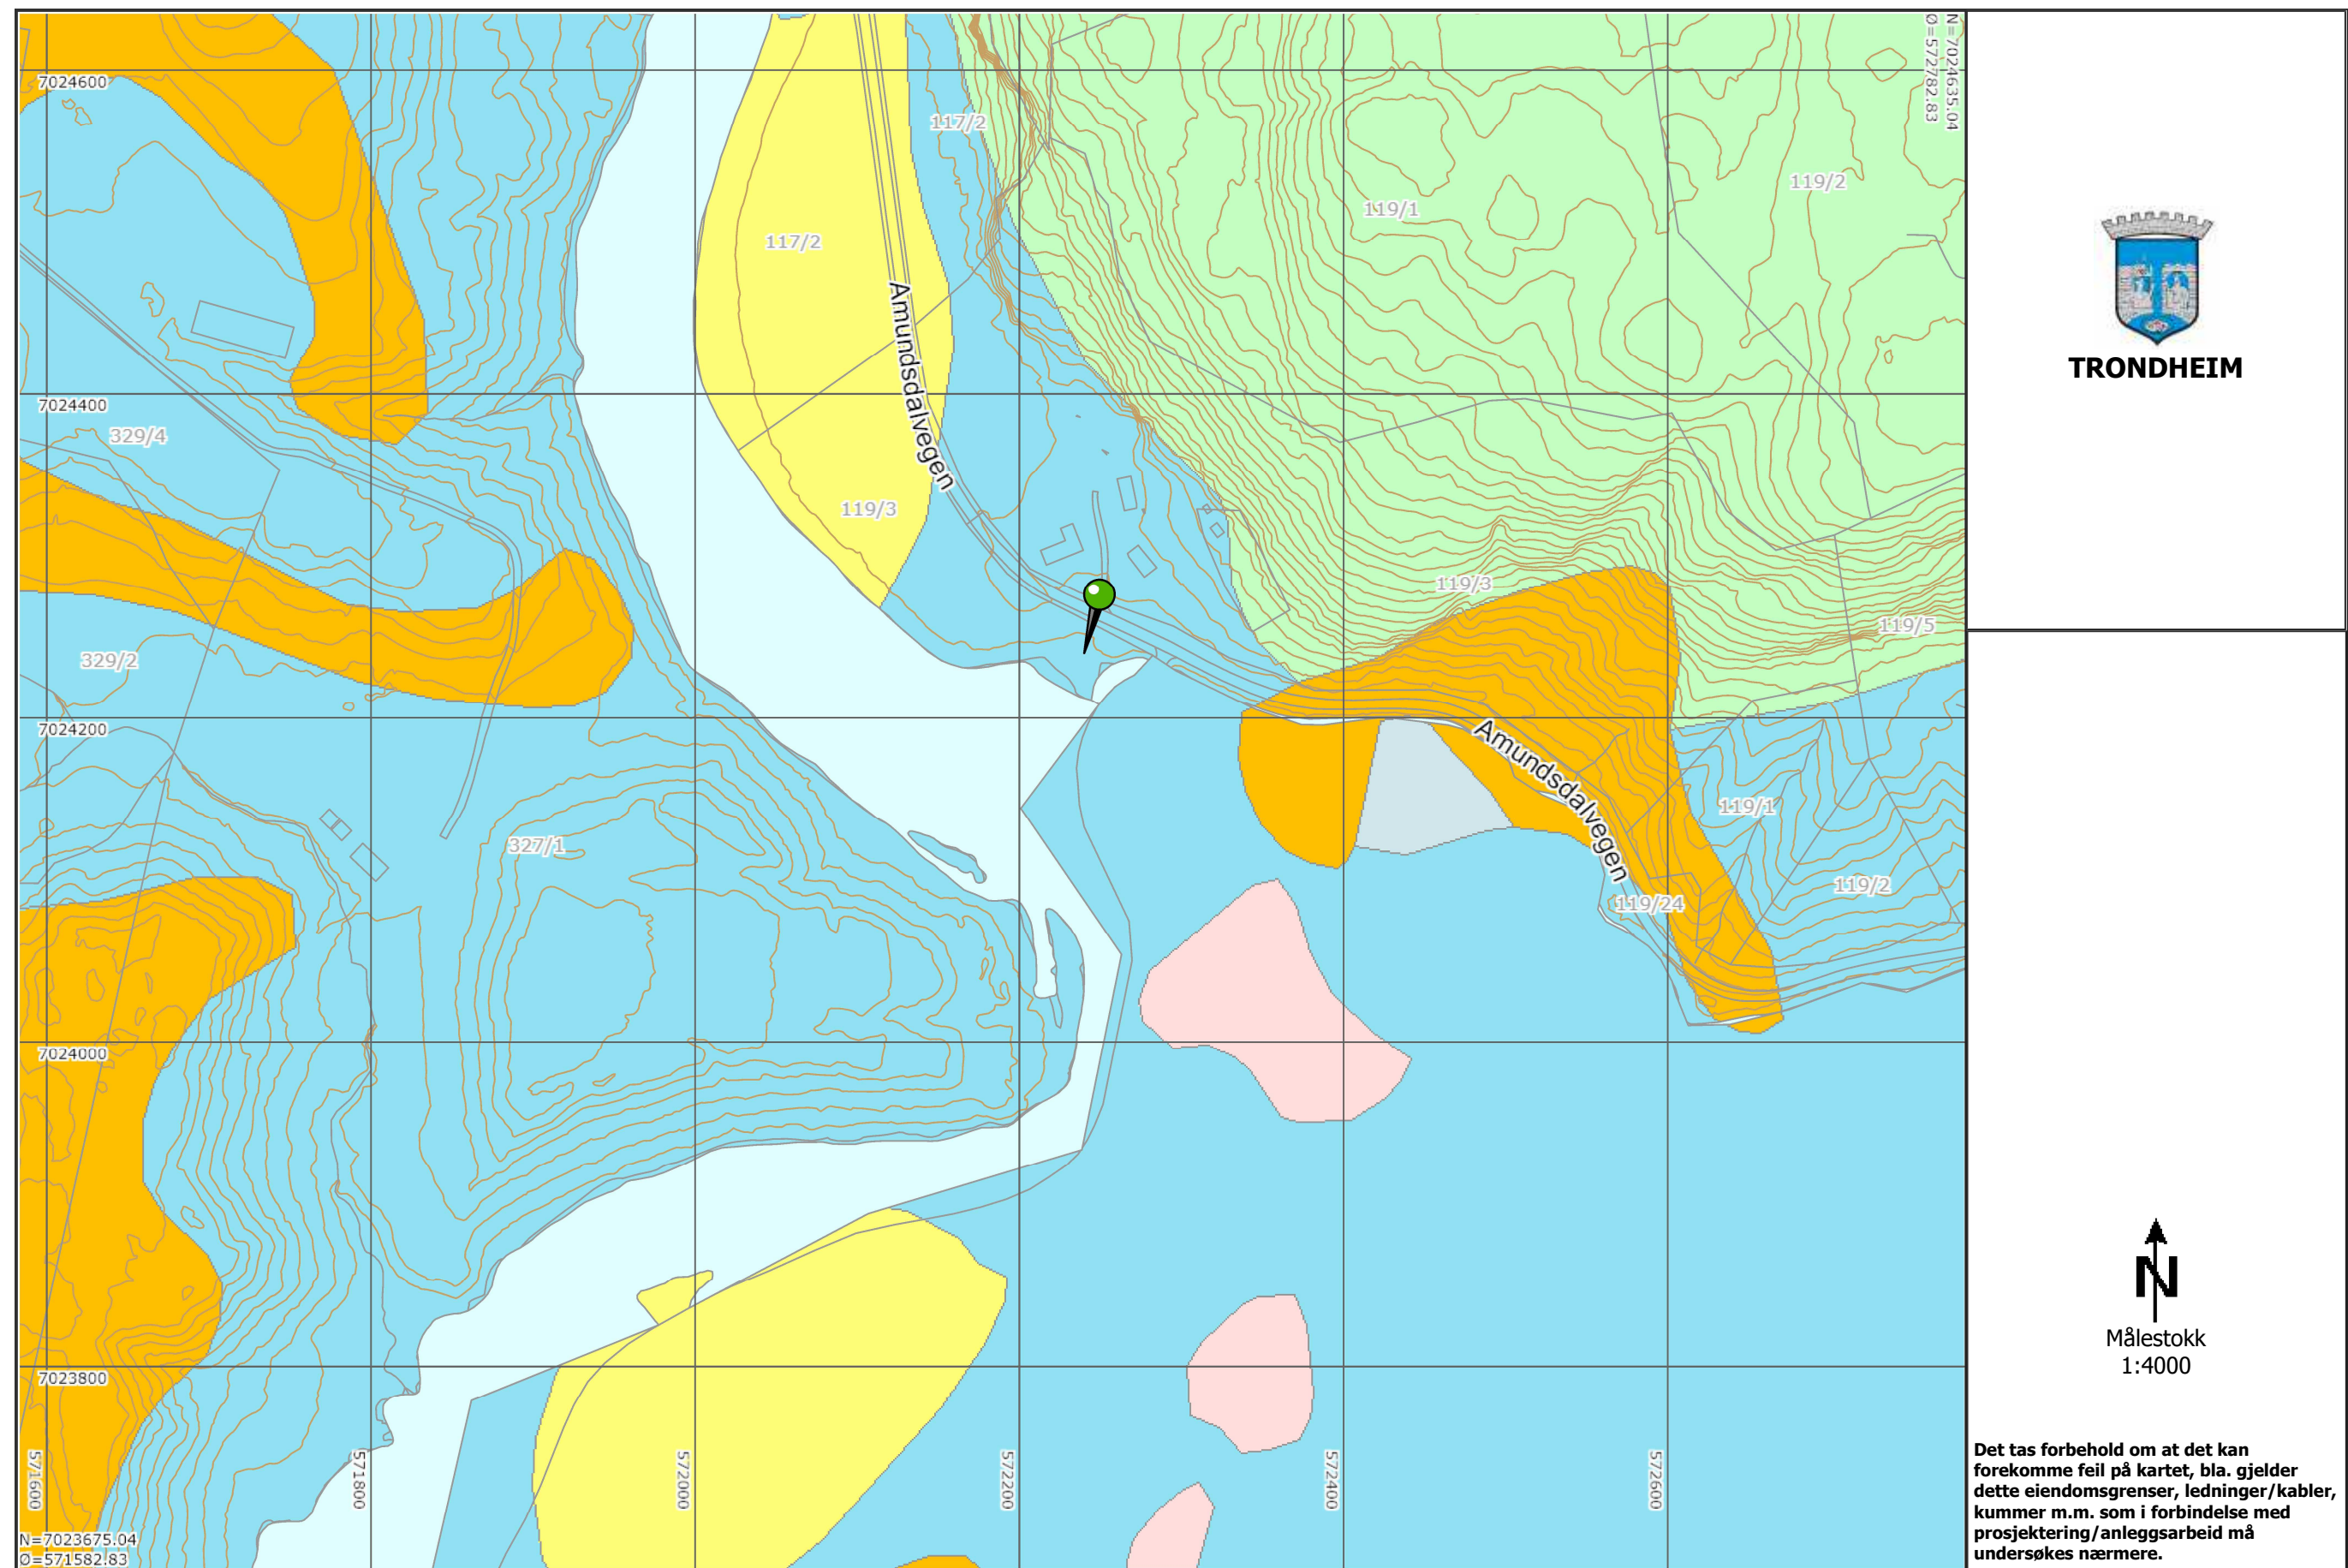 7024600
7024400
7024200
7024000
7023800
571600
571800
572000
572200
572400
572600
N=7024635.04
Ø=572782.83
N=7023675.04
Ø=571582.83
117/2
117/2
119/1
119/2
329/4
119/3
119/3
119/5
329/2
327/1
119/1
119/2
119/24
Amundsdalvegen
Amundsdalvegen
TRONDHEIM
N
Målestokk
1:4000
Det tas forbehold om at det kan
forekomme feil på kartet, bla. gjelder
dette eiendomsgrenser, ledninger/kabler,
kummer m.m. som i forbindelse med
prosjektering/anleggsarbeid må
undersøkes nærmere.